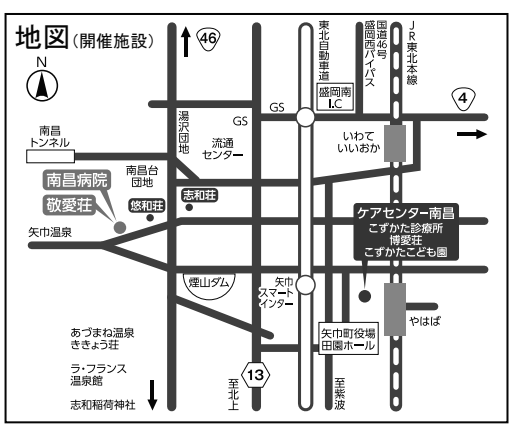 地図(開催施設)
N
46
東北自動車道
国道46号
盛岡西バイパス
JR東北本線
盛岡南
I.C
4
GS
GS
湯沢団地
流通
センター
いわて
いいおか
南昌
トンネル
南昌台
団地
南昌病院
敬愛荘
志和荘
悠和荘
ケアセンター南昌
こずかた診療所
博愛荘
こずかたこども園
矢巾温泉
煙山ダム
矢巾
スマート
インター
やはば
矢巾町役場
田園ホール
あづまね温泉
ききょう荘
ラ・フランス
温泉館
志和稲荷神社
13
至北上
至紫波